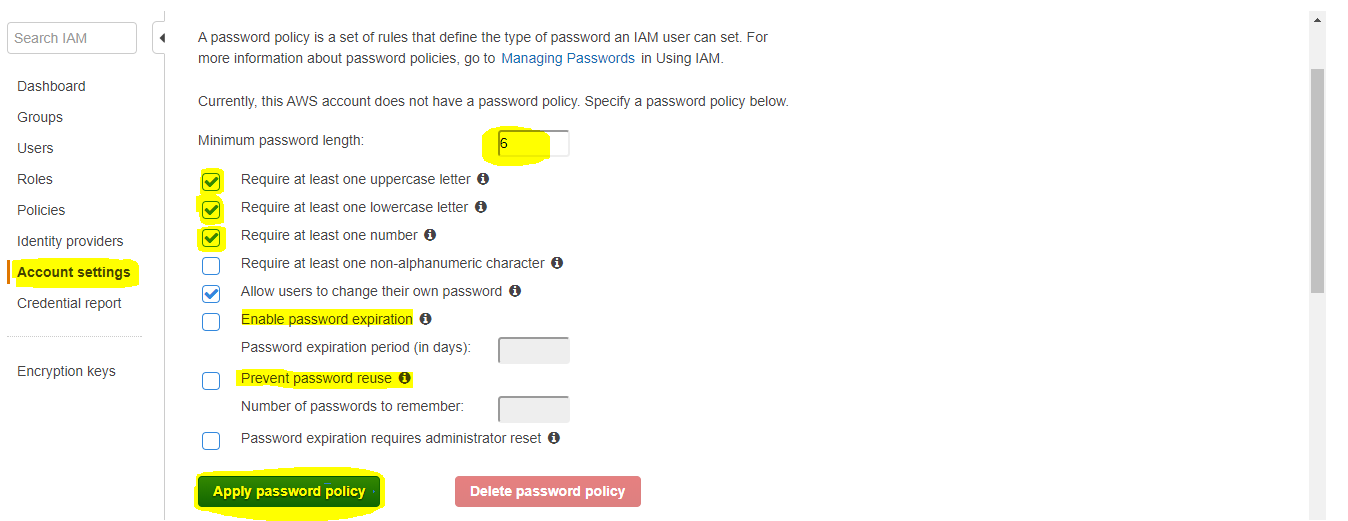 Search IAM
Dashboard
Groups
Users
Roles
Policies
Identity providers
Account settings
Credential report
Encryption keys
A password policy is a set of rules that define the type of password an IAM user can set. For
more information about password policies, go to Managing Passwords in Using IAM.
Currently, this AWS account does not have a password policy. Specify a password policy below.
Minimum password length: 6
Require at least one uppercase letter
Require at least one lowercase letter
Require at least one number
Require at least one non-alphanumeric character
Allow users to change their own password
Enable password expiration
Password expiration period (in days):
Prevent password reuse
Number of passwords to remember:
Password expiration requires administrator reset
Apply password policy
Delete password policy